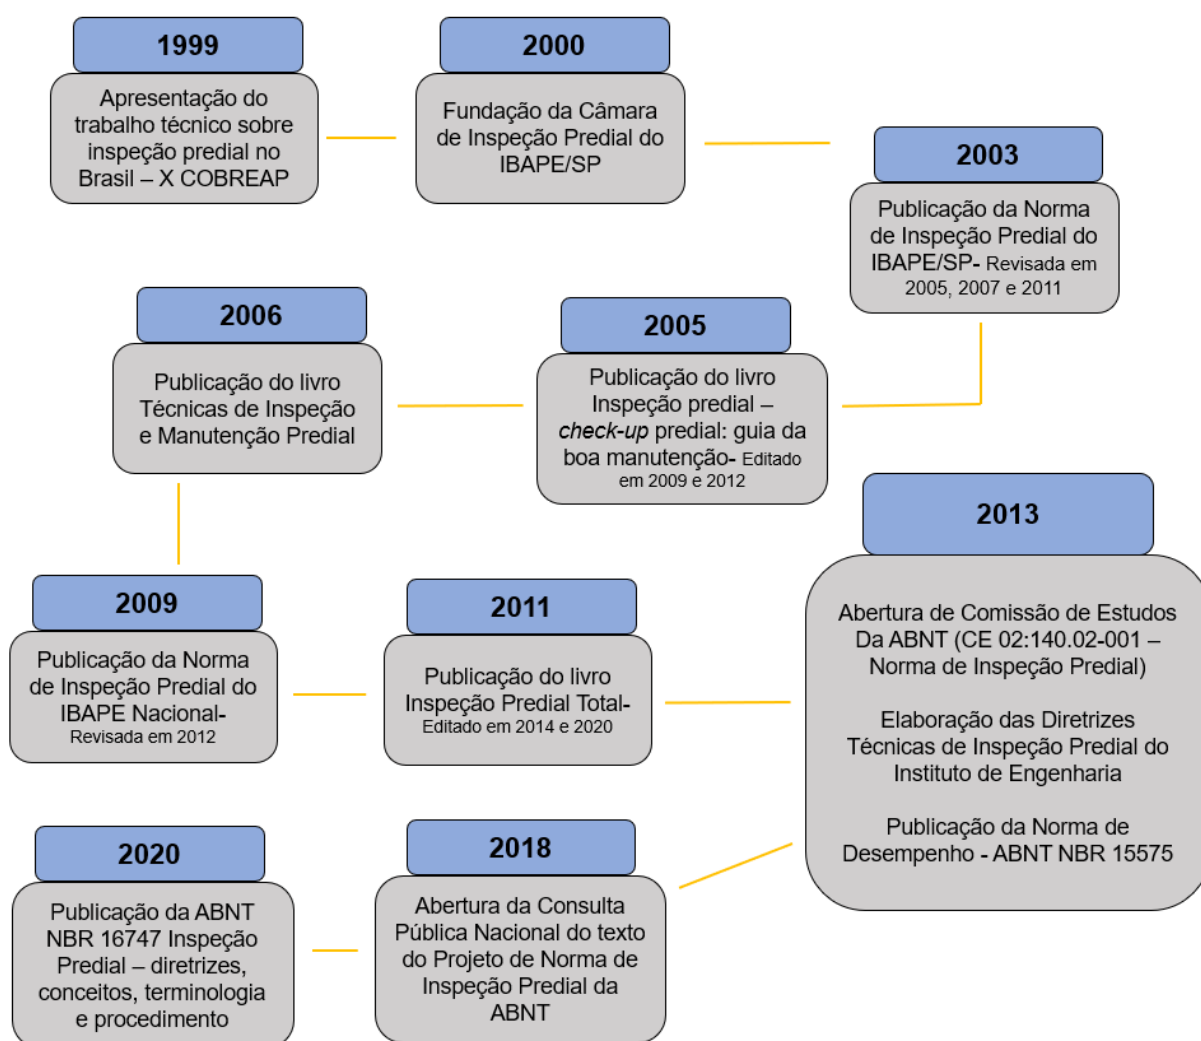 1999
Apresentação do
trabalho técnico sobre
inspeção predial no
Brasil – X COBREAP
2000
Fundação da Câmara
de Inspeção Predial do
IBAPE/SP
2003
Publicação da Norma
de Inspeção Predial do
IBAPE/SP- Revisada em
2005, 2007 e 2011
2005
Publicação do livro
Inspeção predial –
check-up predial: guia da
boa manutenção- Editado
em 2009 e 2012
2006
Publicação do livro
Técnicas de Inspeção
e Manutenção Predial
2009
Publicação da Norma
de Inspeção Predial do
IBAPE Nacional-
Revisada em 2012
2011
Publicação do livro
Inspeção Predial Total-
Editado em 2014 e 2020
2013
Abertura de Comissão de Estudos
Da ABNT (CE 02:140.02-001 –
Norma de Inspeção Predial)
Elaboração das Diretrizes
Técnicas de Inspeção Predial do
Instituto de Engenharia
Publicação da Norma de
Desempenho - ABNT NBR 15575
2018
Abertura da Consulta
Pública Nacional do texto
do Projeto de Norma de
Inspeção Predial da
ABNT
2020
Publicação da ABNT
NBR 16747 Inspeção
Predial – diretrizes,
conceitos, terminologia
e procedimento